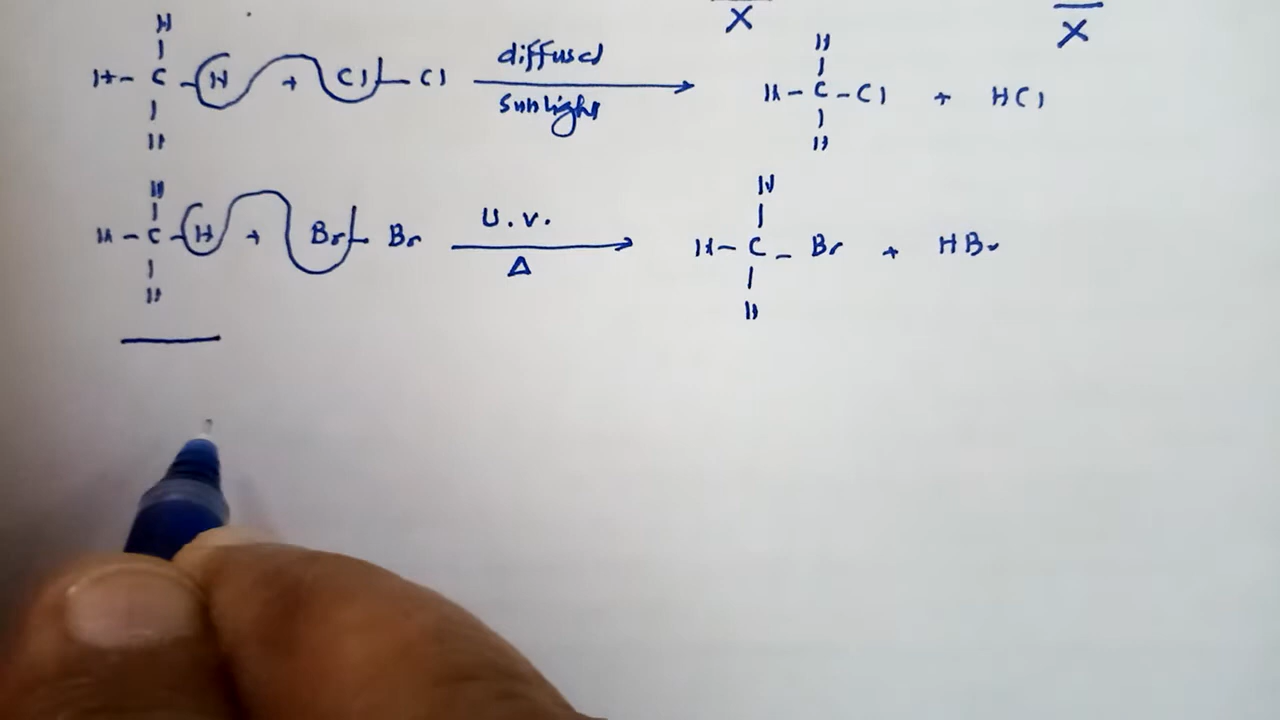 X X
H H
H - C - H + Cl - Cl diffused sunlight H - C - Cl + HCl
H H
H H
H - C - H + Br - Br U.V. Δ H - C - Br + HBr
H H